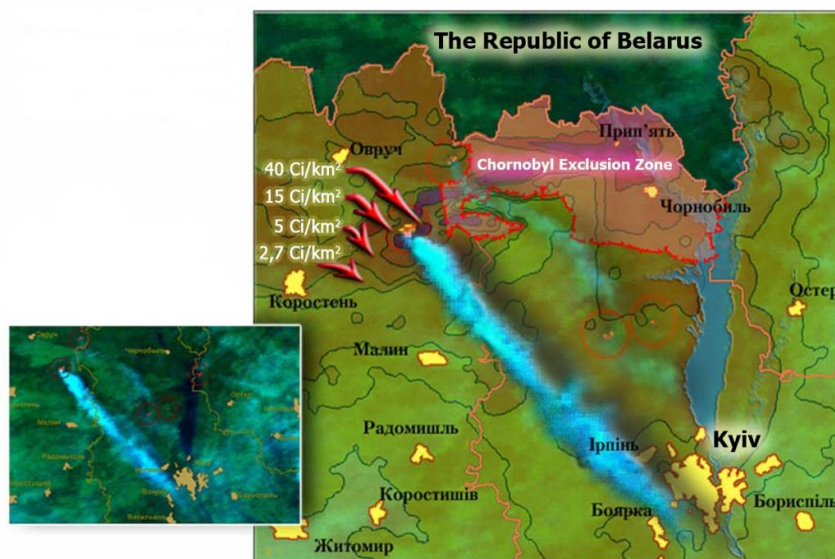 The Republic of Belarus
Прип'ять
Овруч
Chornobyl Exclusion Zone
40 Ci/km²
15 Ci/km²
Чорнобиль
5 Ci/km²
2,7 Ci/km²
Остер
Коростень
Малин
Радомишль
Ірпінь
Kyiv
Коростишів
Боярка
Бориспіль
Житомир